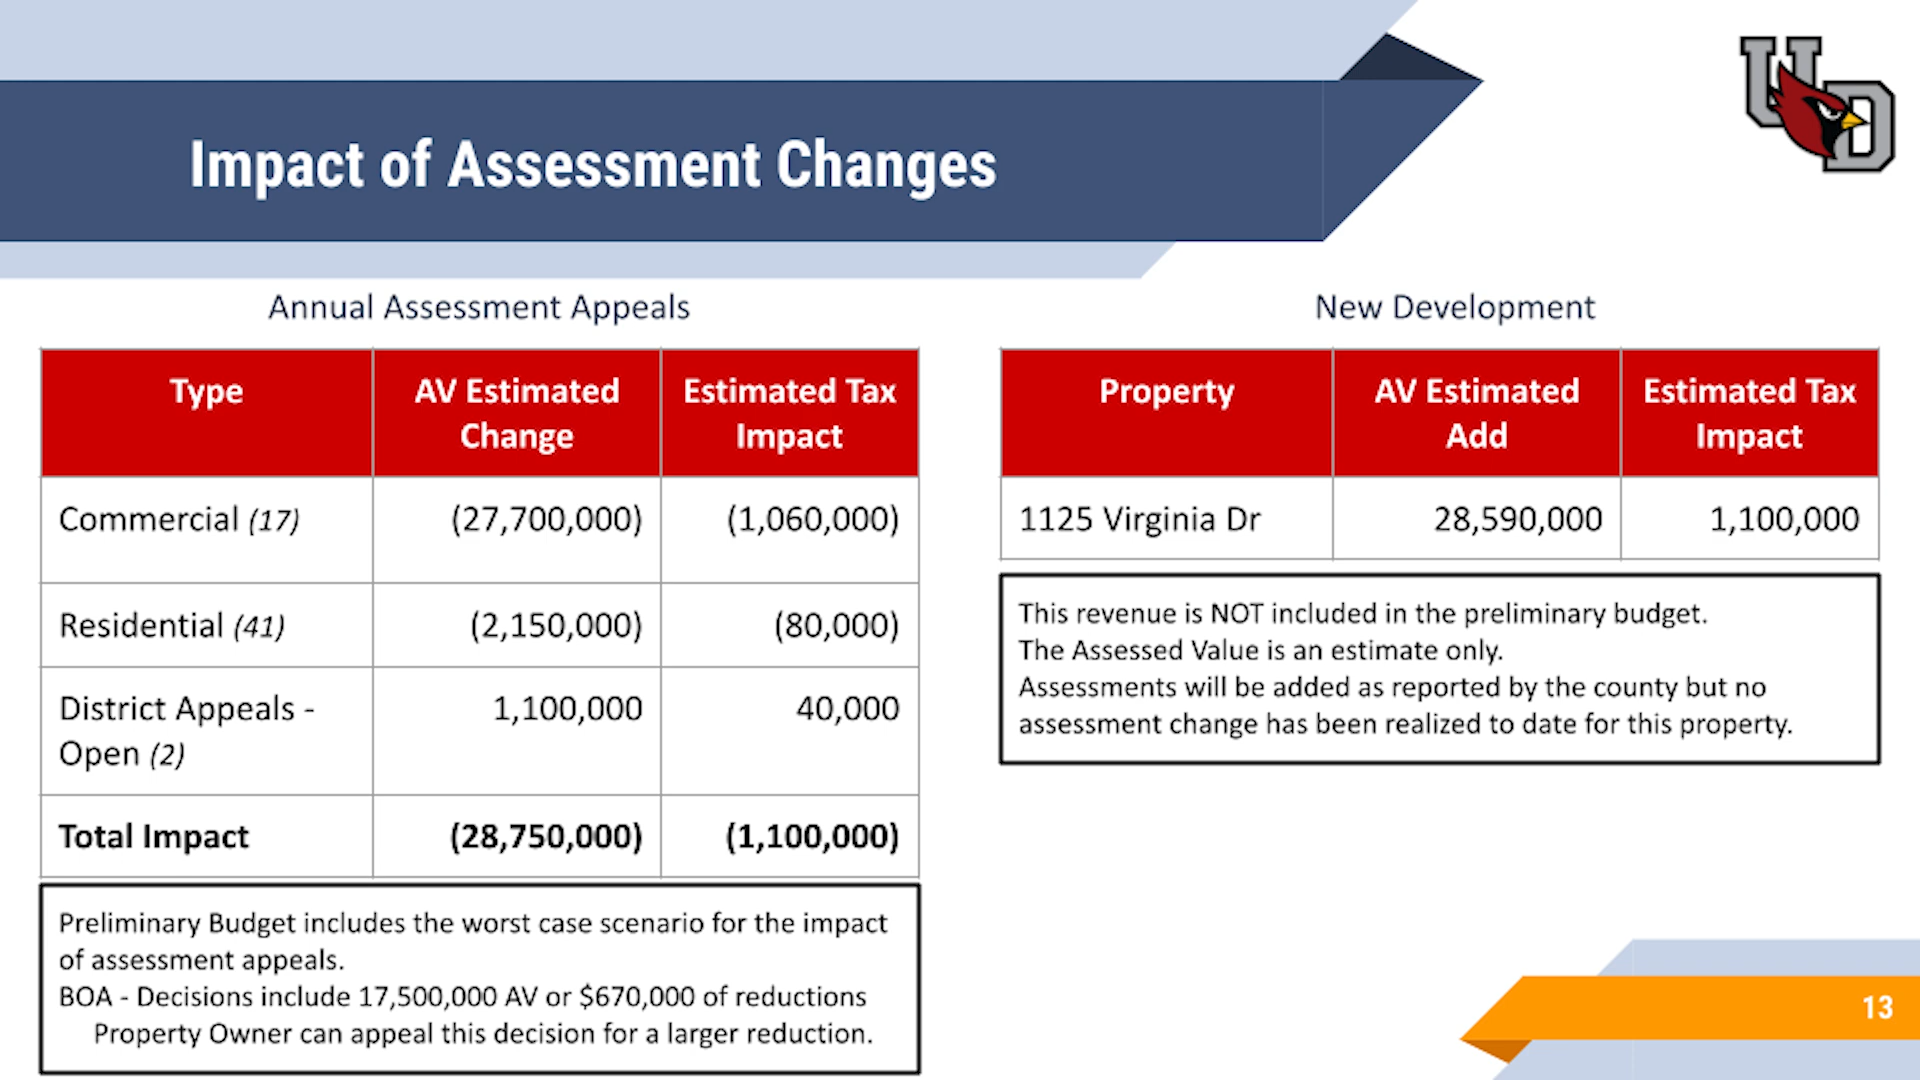 UD
Impact of Assessment Changes
Annual Assessment Appeals
Type AV Estimated Change Estimated Tax Impact
Commercial (17) (27,700,000) (1,060,000)
Residential (41) (2,150,000) (80,000)
District Appeals - Open (2) 1,100,000 40,000
Total Impact (28,750,000) (1,100,000)
Preliminary Budget includes the worst case scenario for the impact
of assessment appeals.
BOA - Decisions include 17,500,000 AV or $670,000 of reductions
Property Owner can appeal this decision for a larger reduction.
New Development
Property AV Estimated Add Estimated Tax Impact
1125 Virginia Dr 28,590,000 1,100,000
This revenue is NOT included in the preliminary budget.
The Assessed Value is an estimate only.
Assessments will be added as reported by the county but no
assessment change has been realized to date for this property.
13